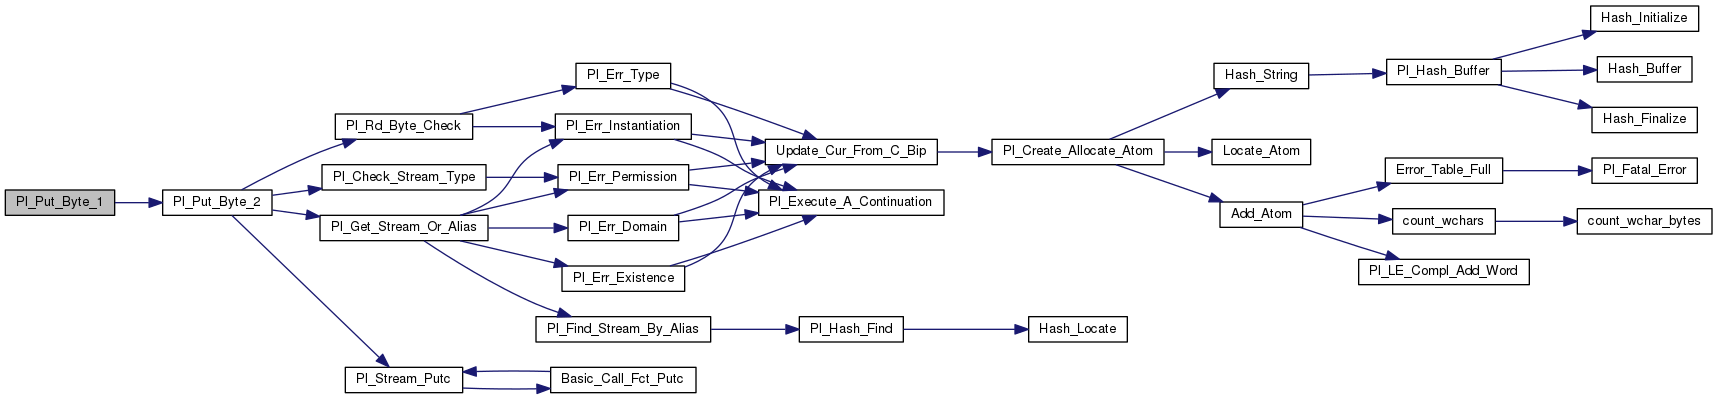 Pl_Put_Byte_1
Pl_Put_Byte_2
Pl_Rd_Byte_Check
Pl_Check_Stream_Type
Pl_Get_Stream_Or_Alias
Pl_Stream_Putc
Pl_Err_Type
Pl_Err_Instantiation
Pl_Err_Permission
Pl_Err_Domain
Pl_Err_Existence
Pl_Find_Stream_By_Alias
Basic_Call_Fct_Putc
Update_Cur_From_C_Bip
Pl_Execute_A_Continuation
Pl_Hash_Find
Pl_Create_Allocate_Atom
Hash_Locate
Hash_String
Locate_Atom
Add_Atom
Pl_Hash_Buffer
Error_Table_Full
count_wchars
Pl_LE_Compl_Add_Word
Hash_Initialize
Hash_Buffer
Hash_Finalize
Pl_Fatal_Error
count_wchar_bytes